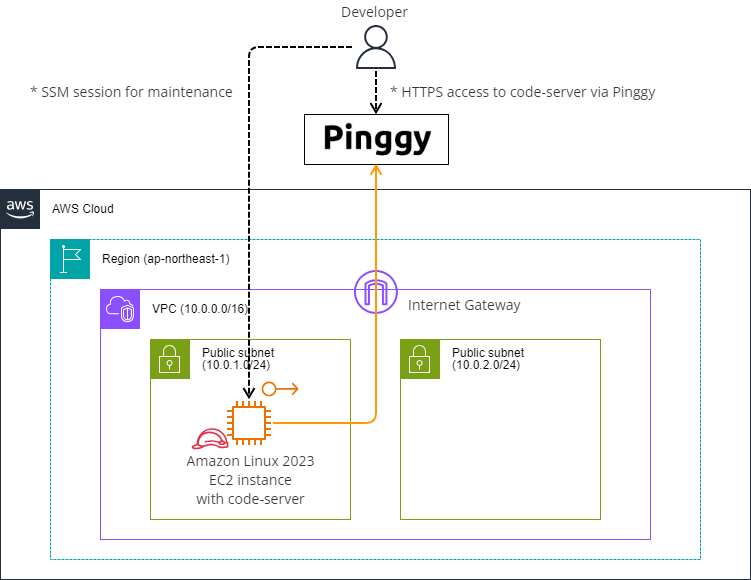 Developer
* SSM session for maintenance
* HTTPS access to code-server via Pinggy
Pinggy
aws
AWS Cloud
Region (ap-northeast-1)
VPC (10.0.0.0/16)
Internet Gateway
Public subnet
(10.0.1.0/24)
Public subnet
(10.0.2.0/24)
Amazon Linux 2023
EC2 instance
with code-server